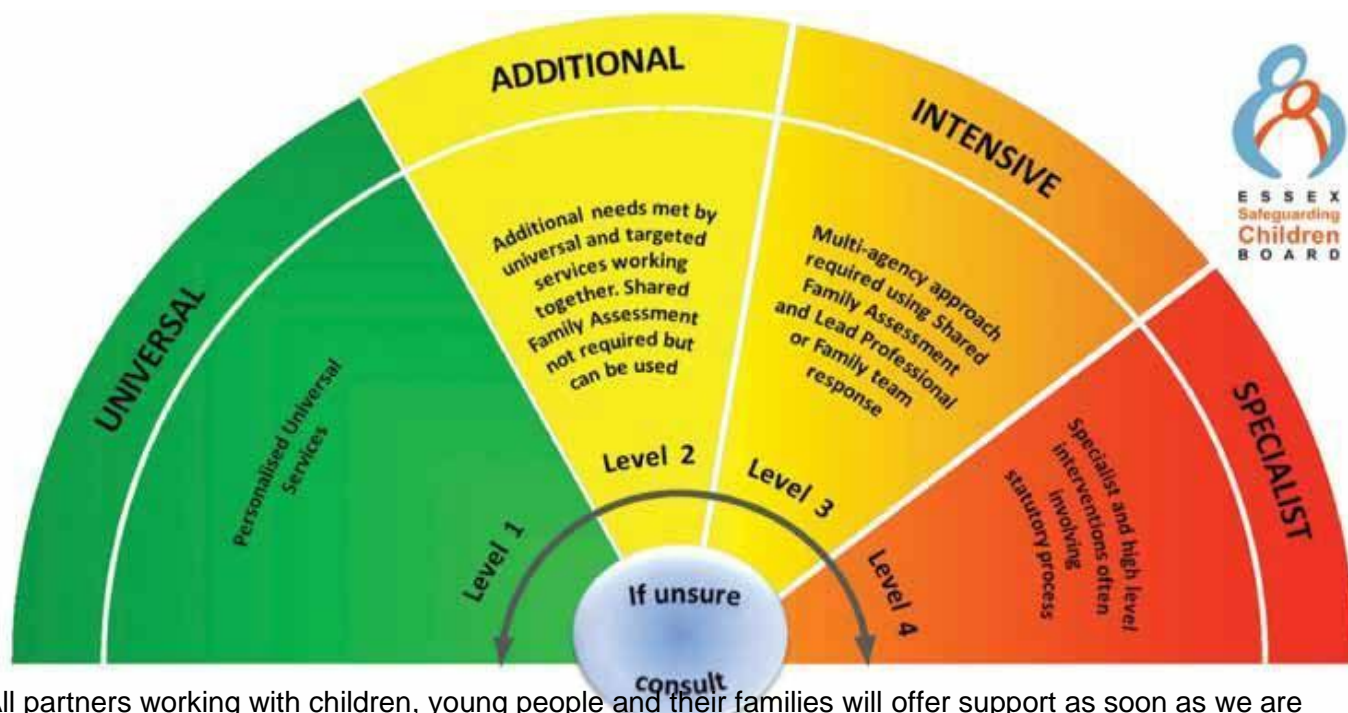 UNIVERSAL
Personalised Universal
Services
Level 1
ADDITIONAL
Additional needs met by
universal and targeted
services working
together. Shared
Family Assessment
not required but
can be used
Level 2
INTENSIVE
Multi-agency approach
required using Shared
Family Assessment
and Lead Professional
or Family team
response
Level 3
SPECIALIST
Specialist and high level
interventions often
involving
statutory process
Level 4
If unsure
consult
ESSEX
Safeguarding
Children
BOARD
All partners working with children, young people and their families will offer support as soon as we are